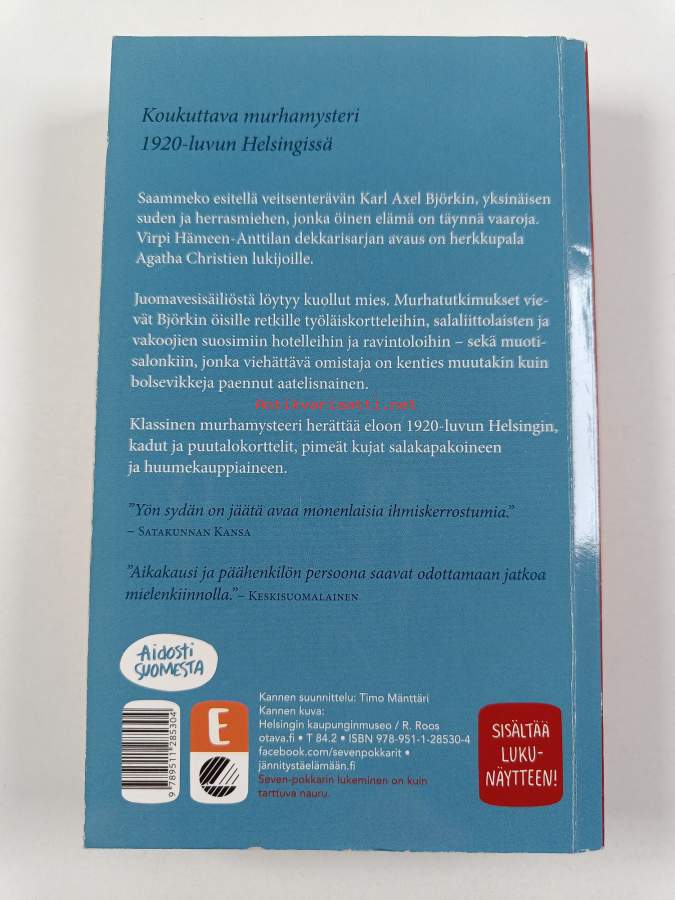 Koukuttava murhamysteri
1920-luvun Helsingissä
Saammeko esitellä veitsenterävän Karl Axel Björkin, yksinäisen
suden ja herrasmiehen, jonka öinen elämä on täynnä vaaroja.
Virpi Hämeen-Anttilan dekkarisarjan avaus on herkkupala
Agatha Christien lukijoille.
Juomavesisäiliöstä löytyy kuollut mies. Murhatutkimukset vie-
vät Björkin öisille retkille työläiskortteleihin, salaliittolaisten ja
vakoojien suosimiin hotelleihin ja ravintoloihin – sekä muoti-
salonkiin, jonka viehättävä omistaja on kenties muutakin kuin
bolsevikkeja paennut aatelisnainen.
Antikvariaatti.net
Klassinen murhamysteeri herättää eloon 1920-luvun Helsingin,
kadut ja puutalokorttelit, pimeät kujat salakapakoineen
ja huumekauppiaineen.
”Yön sydän on jäätä avaa monenlaisia ihmiskerrostumia.”
– Satakunnan Kansa
”Aikakausi ja päähenkilön persoona saavat odottamaan jatkoa
mielenkiinnolla.”– Keskisuomalainen
Aidosti
SUOMESTA
Kannen suunnittelu: Timo Mänttäri
Kannen kuva:
Helsingin kaupunginmuseo / R. Roos
otava.fi • T 84.2 • ISBN 978-951-1-28530-4
facebook.com/sevenpokkarit •
jännitystäelämään.fi
Seven-pokkarin lukeminen on kuin
tarttuva nauru.
E
9 789511 285304
SISÄLTÄÄ
LUKU-
NÄYTTEEN!